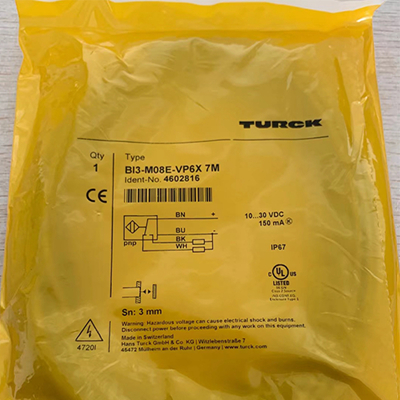 TURCK
Qty Type
1 BI3-M08E-VP6X 7M
Ident-No. 4602816
CE
BN +
BU -
BK
WH
pnp
10...30 VDC
150 mA
IP67
C UL US
LISTED
Sn: 3 mm
Warning: Hazardous voltage can cause electrical shock and burns.
Disconnect power before proceeding with any work on this equipment.
Made in Switzerland
Hans Turck GmbH & Co. KG | Witzlebenstraße 7
45472 Mülheim an der Ruhr | Germany | www.turck.com
4720I